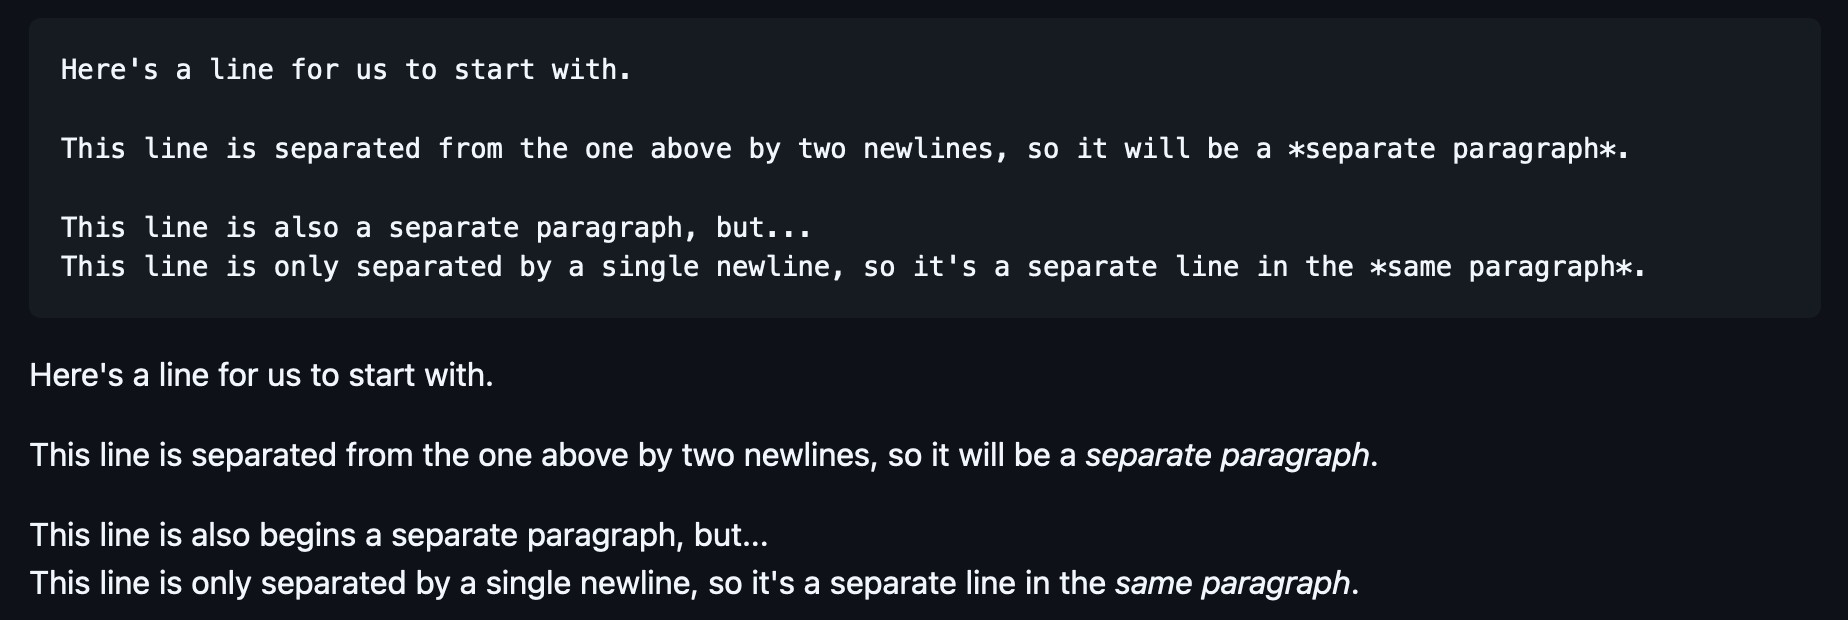 Here's a line for us to start with.
This line is separated from the one above by two newlines, so it will be a *separate paragraph*.
This line is also a separate paragraph, but...
This line is only separated by a single newline, so it's a separate line in the *same paragraph*.
Here's a line for us to start with.
This line is separated from the one above by two newlines, so it will be a separate paragraph.
This line is also begins a separate paragraph, but...
This line is only separated by a single newline, so it's a separate line in the same paragraph.